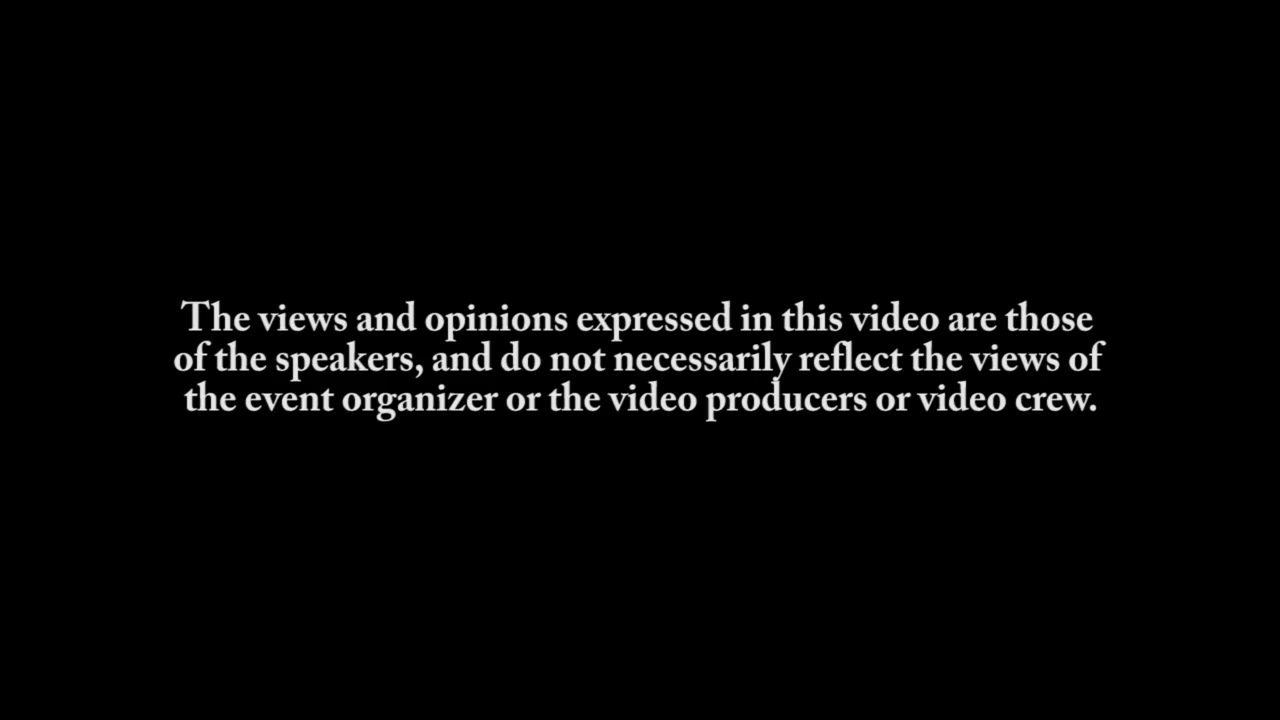 The views and opinions expressed in this video are those
of the speakers, and do not necessarily reflect the views of
the event organizer or the video producers or video crew.